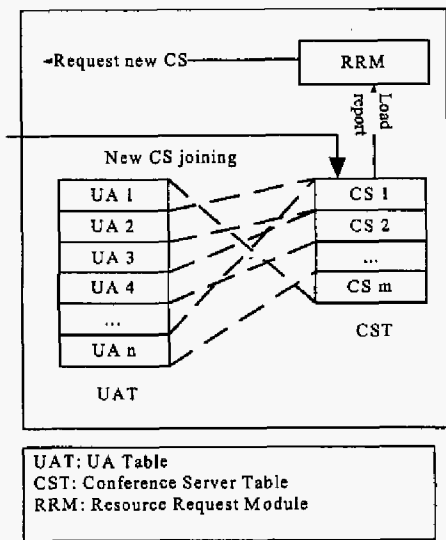 Request new CS
RRM
Load
report
New CS joining
UA 1
UA 2
UA 3
UA 4
...
UA n
UAT
CS 1
CS 2
...
CS m
CST
UAT: UA Table
CST: Conference Server Table
RRM: Resource Request Module